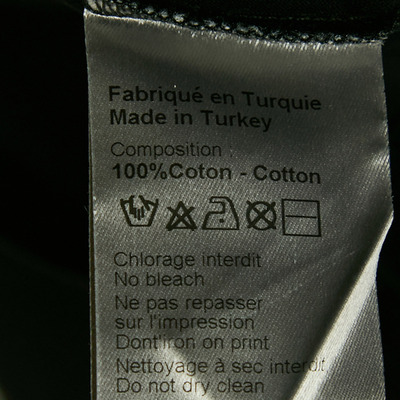 Fabriqué en Turquie
Made in Turkey
Composition :
100%Coton - Cotton
Chlorage interdit
No bleach
Ne pas repasser
sur l'impression
Dont'iron on print
Nettoyage à sec interdit
Do not dry clean